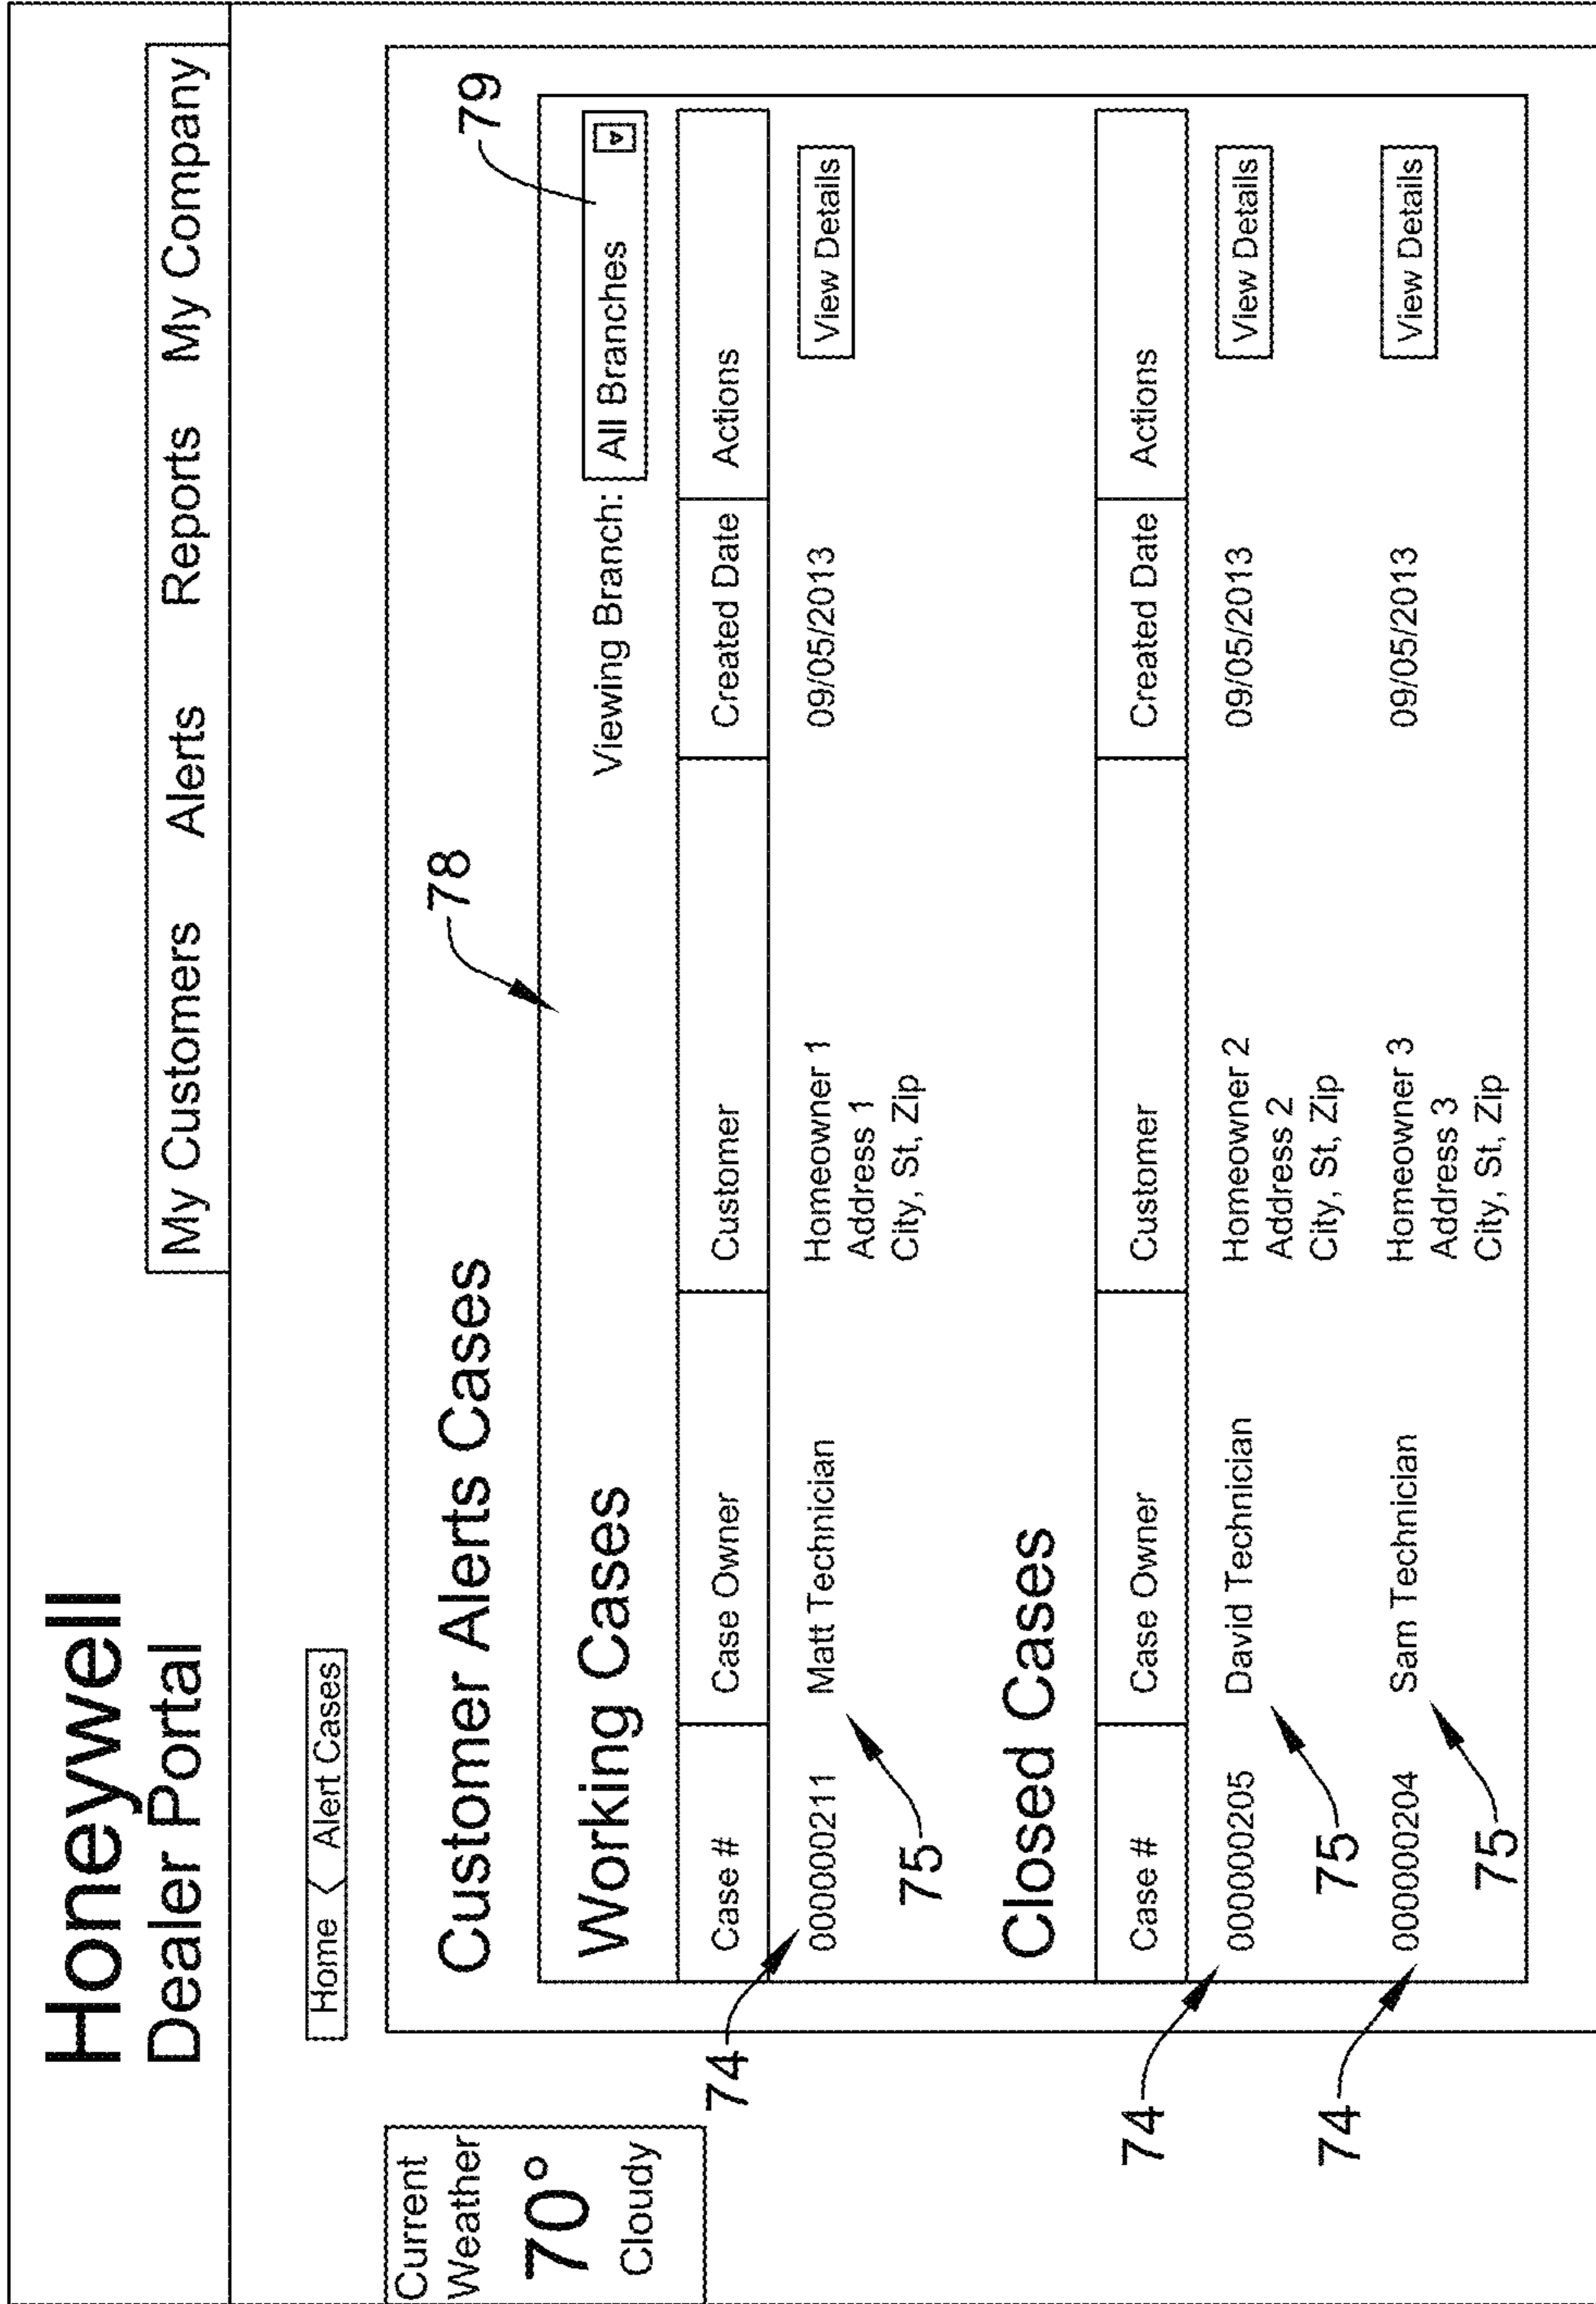 Honeywell
Dealer Portal
My Customers Alerts Reports My Company
Home < Alert Cases
Current
Weather
70°
Cloudy
Customer Alerts Cases
78
79
Working Cases
Viewing Branch: All Branches
Case # Case Owner Customer Created Date Actions
74
000000211 Matt Technician Homeowner 1 09/05/2013 View Details
Address 1
City, St, Zip
75
Closed Cases
Case # Case Owner Customer Created Date Actions
74
000000205 David Technician Homeowner 2 09/05/2013 View Details
Address 2
City, St, Zip
75
74
000000204 Sam Technician Homeowner 3 09/05/2013 View Details
Address 3
City, St, Zip
75